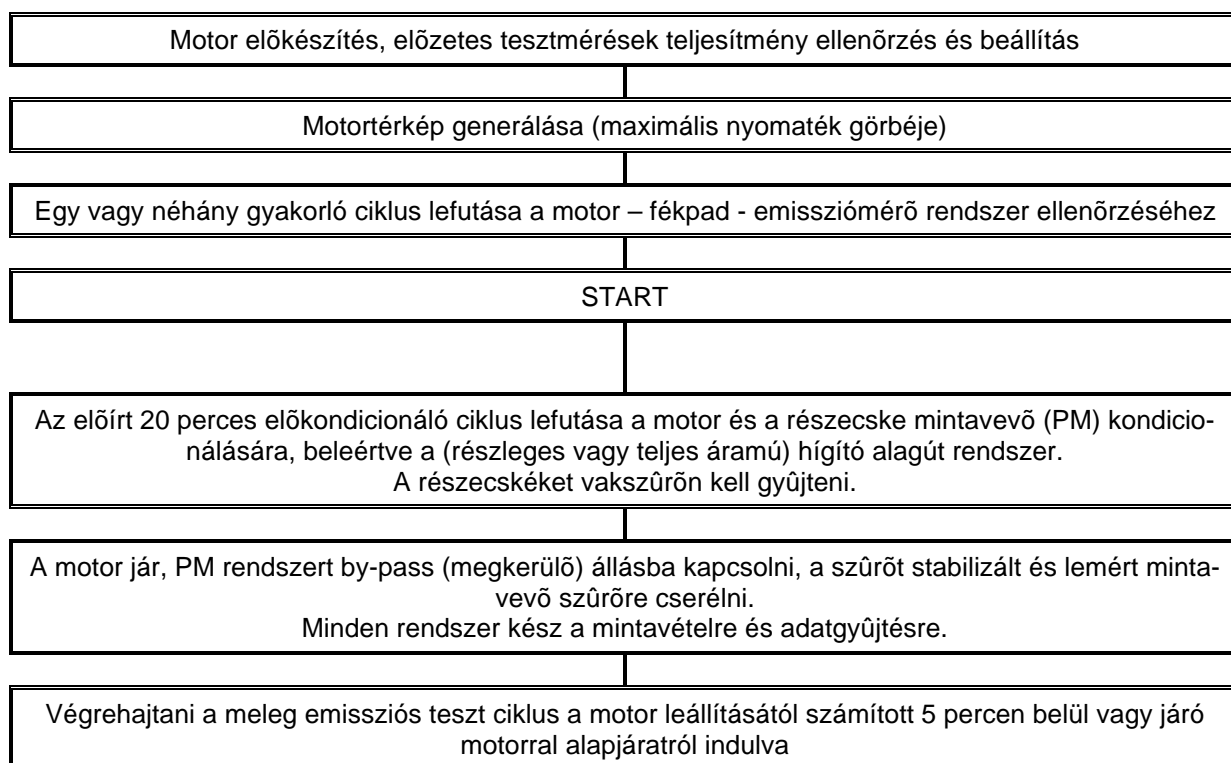 Motor elõkészítés, elõzetes tesztmérések teljesítmény ellenõrzés és beállítás
Motortérkép generálása (maximális nyomaték görbéje)
Egy vagy néhány gyakorló ciklus lefutása a motor – fékpad - emissziómérõ rendszer ellenõrzéséhez
START
Az elõírt 20 perces elõkondicionáló ciklus lefutása a motor és a részecske mintavevõ (PM) kondicio-
nálására, beleértve a (részleges vagy teljes áramú) hígító alagút rendszer.
A részecskéket vakszûrõn kell gyûjteni.
A motor jár, PM rendszert by-pass (megkerülõ) állásba kapcsolni, a szûrõt stabilizált és lemért minta-
vevõ szûrõre cserélni.
Minden rendszer kész a mintavételre és adatgyûjtésre.
Végrehajtani a meleg emissziós teszt ciklus a motor leállításától számított 5 percen belül vagy járó
motorral alapjáratról indulva